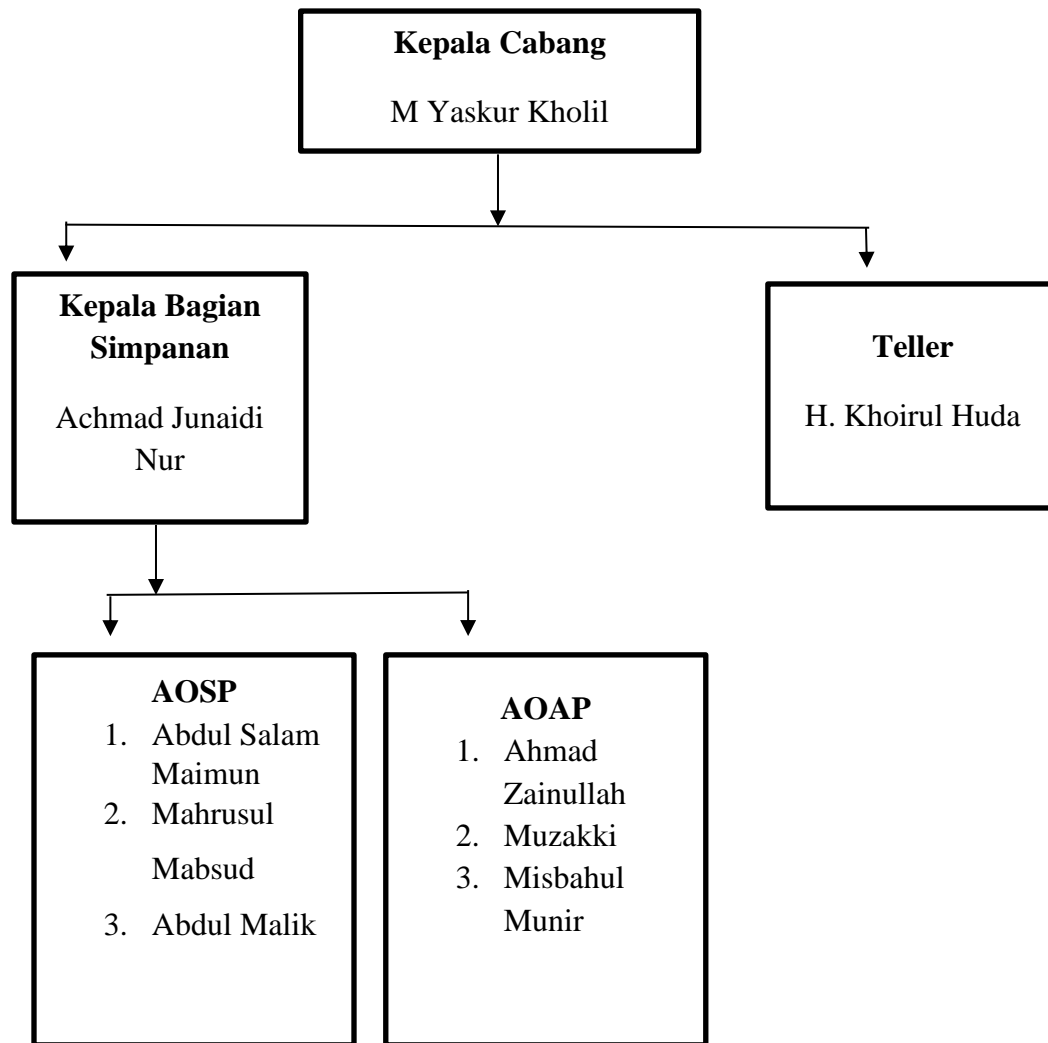 Kepala Cabang
M Yaskur Kholil
Kepala Bagian
Simpanan
Achmad Junaidi
Nur
Teller
H. Khoirul Huda
AOSP
1. Abdul Salam
Maimun
2. Mahrusul
Mabsud
3. Abdul Malik
AOAP
1. Ahmad
Zainullah
2. Muzakki
3. Misbahul
Munir